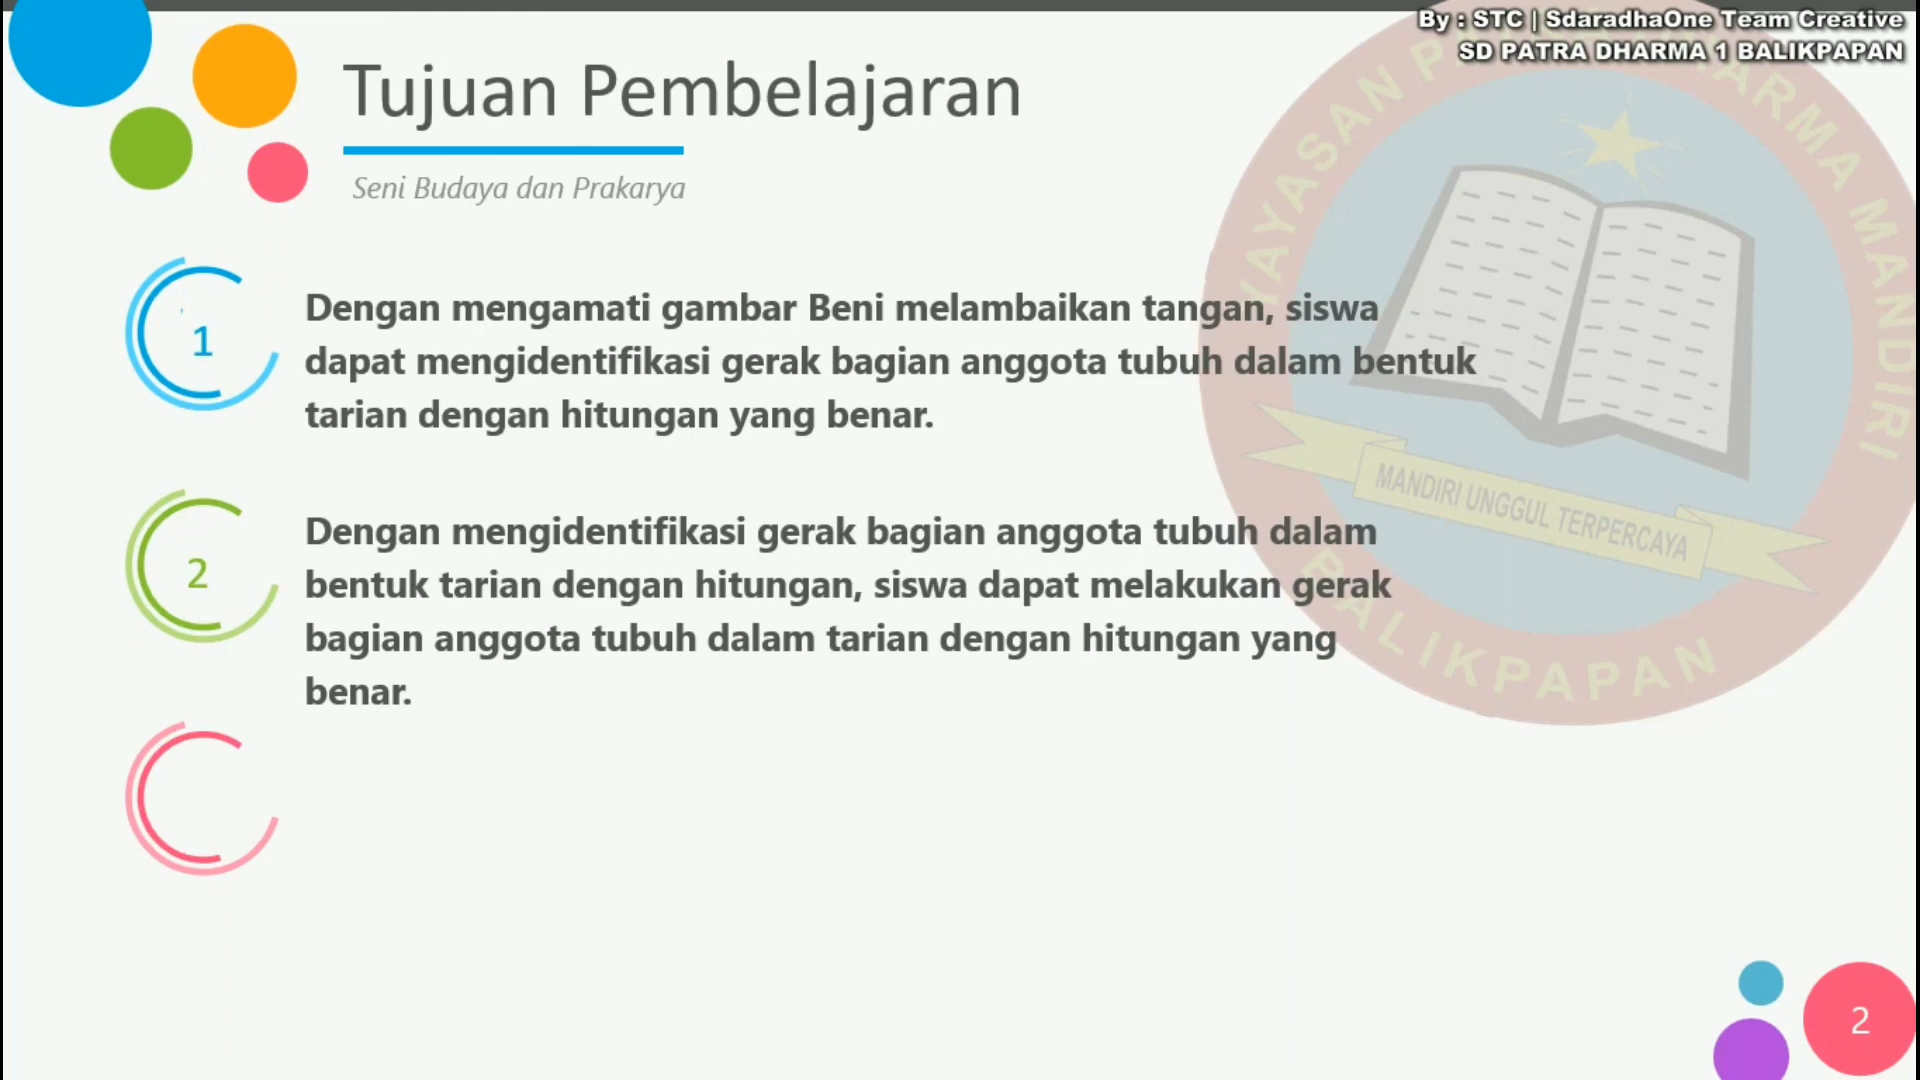 By : STC | SdaradhaOne Team Creative
SD PATRA DHARMA 1 BALIKPAPAN
Tujuan Pembelajaran
Seni Budaya dan Prakarya
1
Dengan mengamati gambar Beni melambaikan tangan, siswa
dapat mengidentifikasi gerak bagian anggota tubuh dalam bentuk
tarian dengan hitungan yang benar.
2
Dengan mengidentifikasi gerak bagian anggota tubuh dalam
bentuk tarian dengan hitungan, siswa dapat melakukan gerak
bagian anggota tubuh dalam tarian dengan hitungan yang
benar.
YAYASAN
MANDIRI
MANDIRI UNGGUL TERPERCAYA
BALIKPAPAN
2